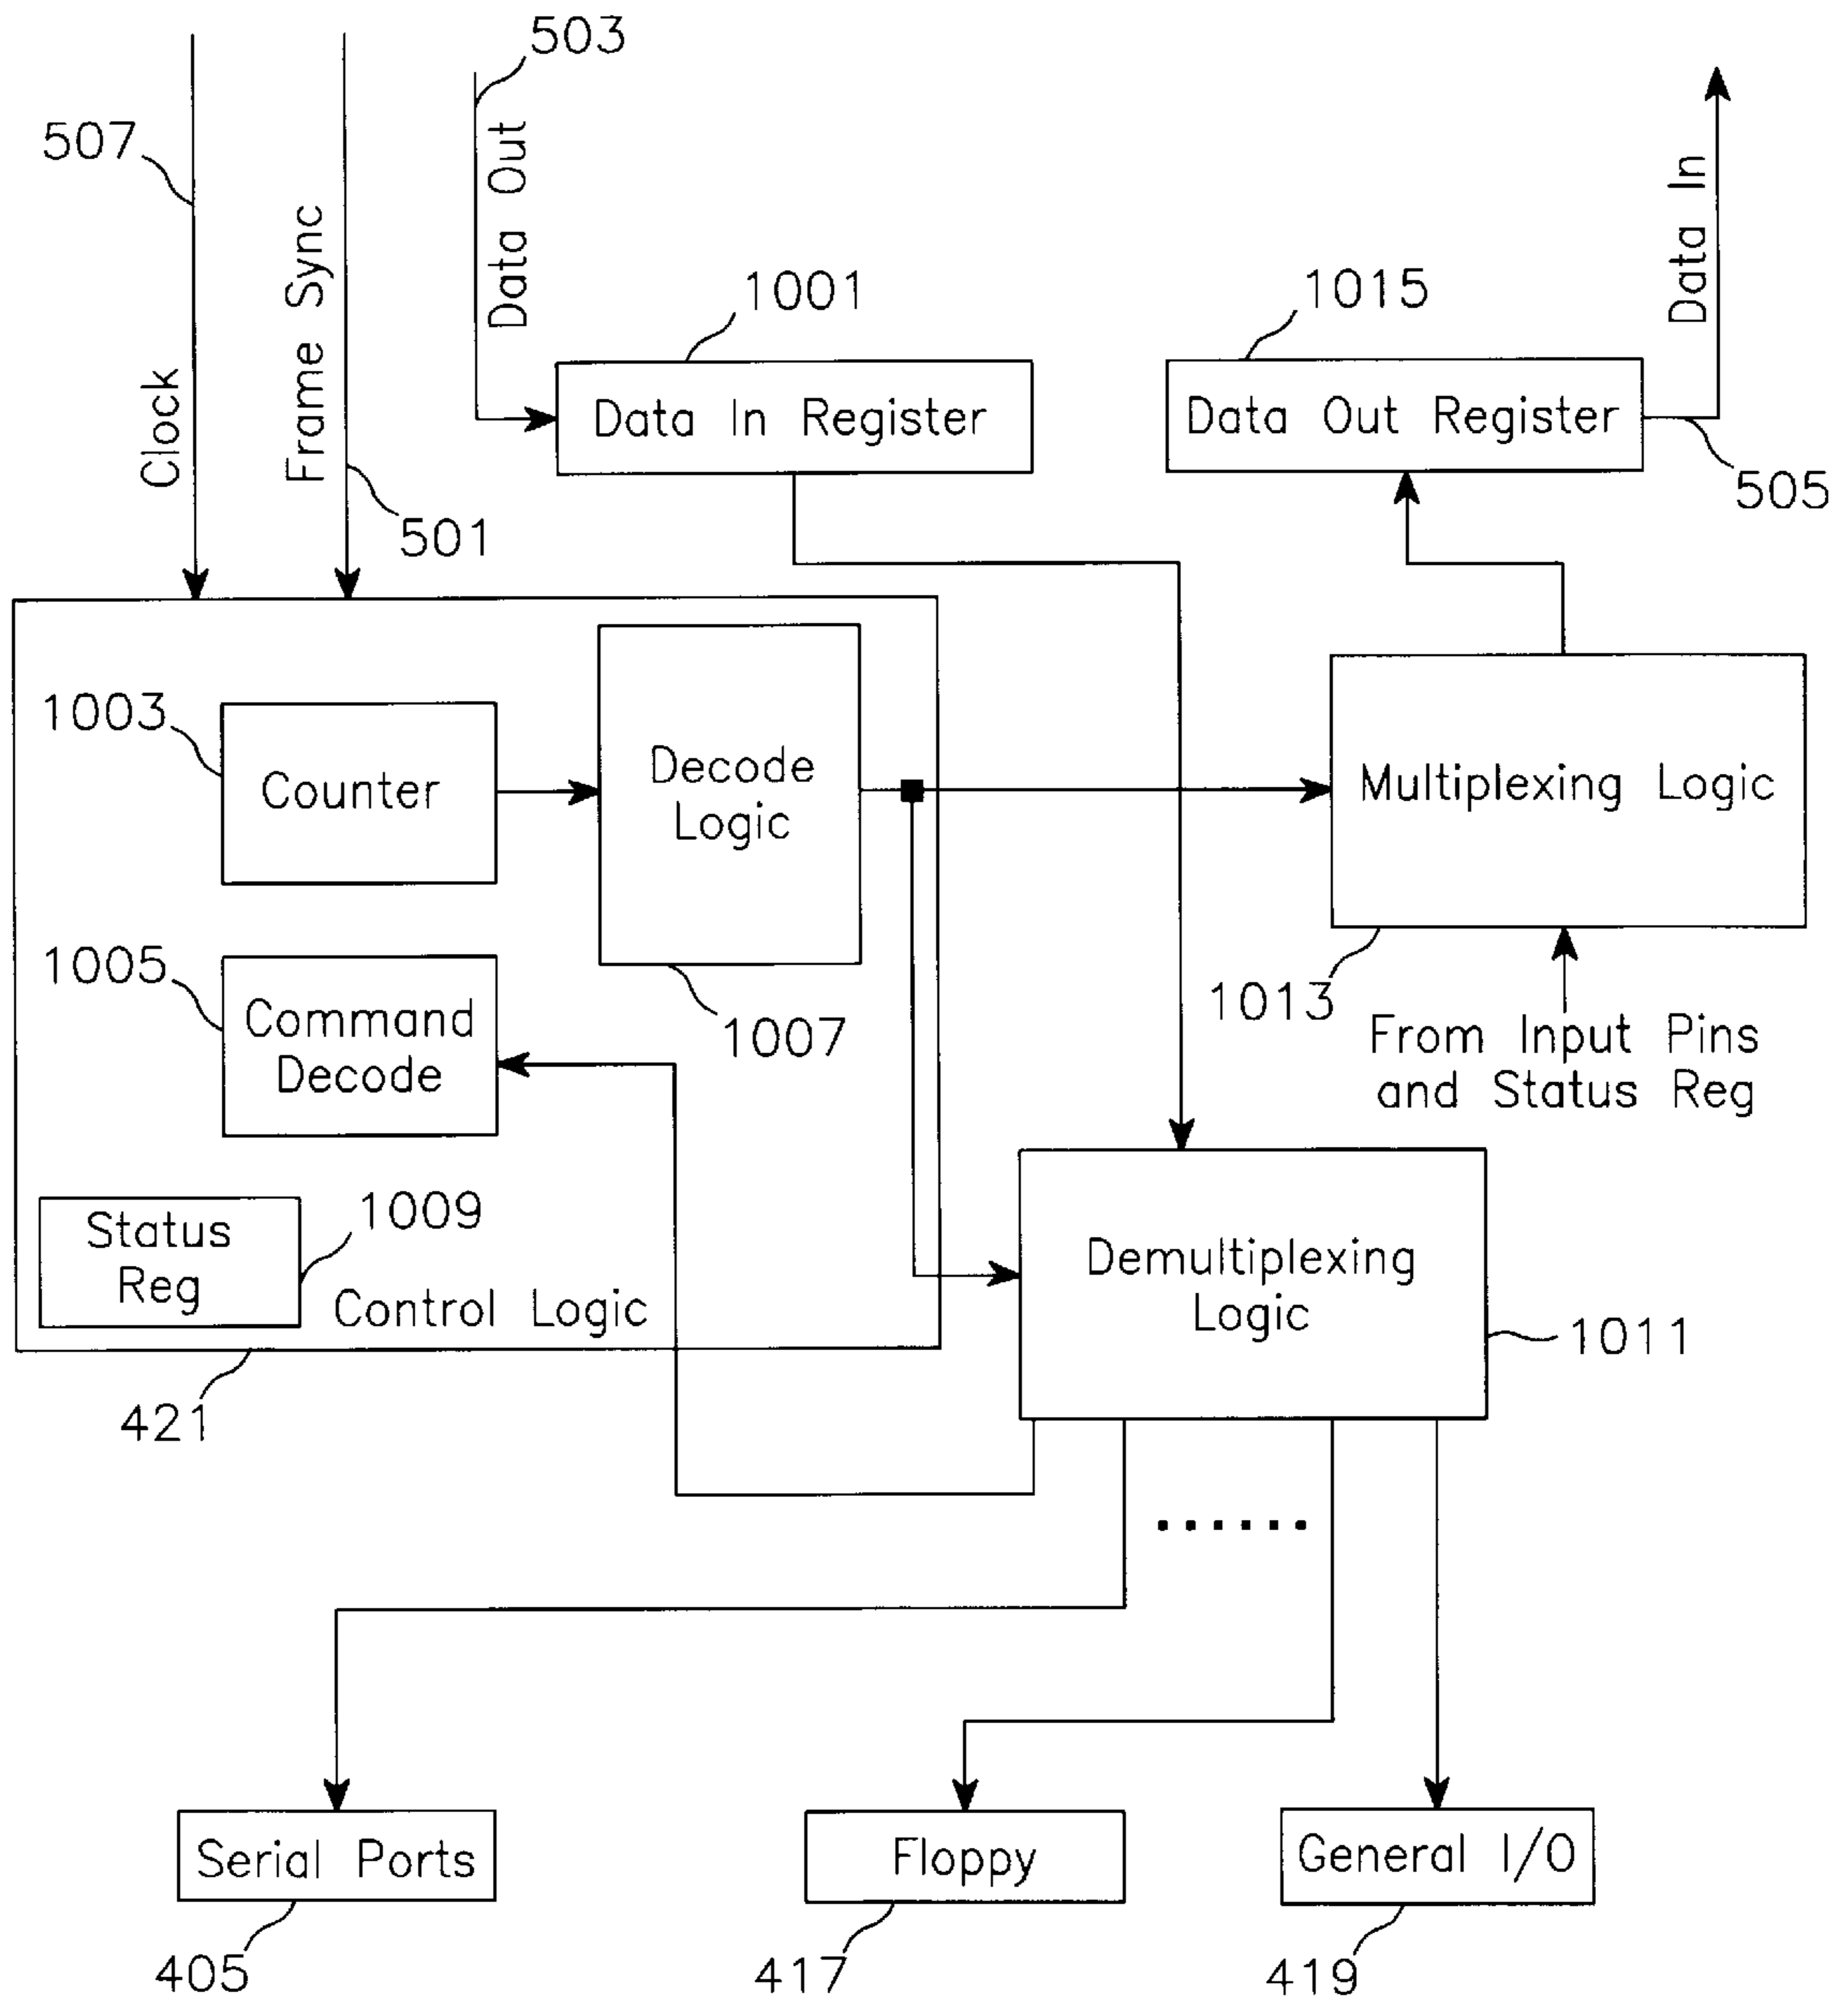 503
507
Data Out
Data In
Frame Sync
Clock
1001
1015
Data In Register
Data Out Register
505
501
1003
Counter
Decode
Logic
Multiplexing Logic
1005
Command
Decode
1007
1013
From Input Pins
and Status Reg
Status
Reg
1009
Control Logic
Demultiplexing
Logic
1011
421
Serial Ports
Floppy
General I/O
405
417
419